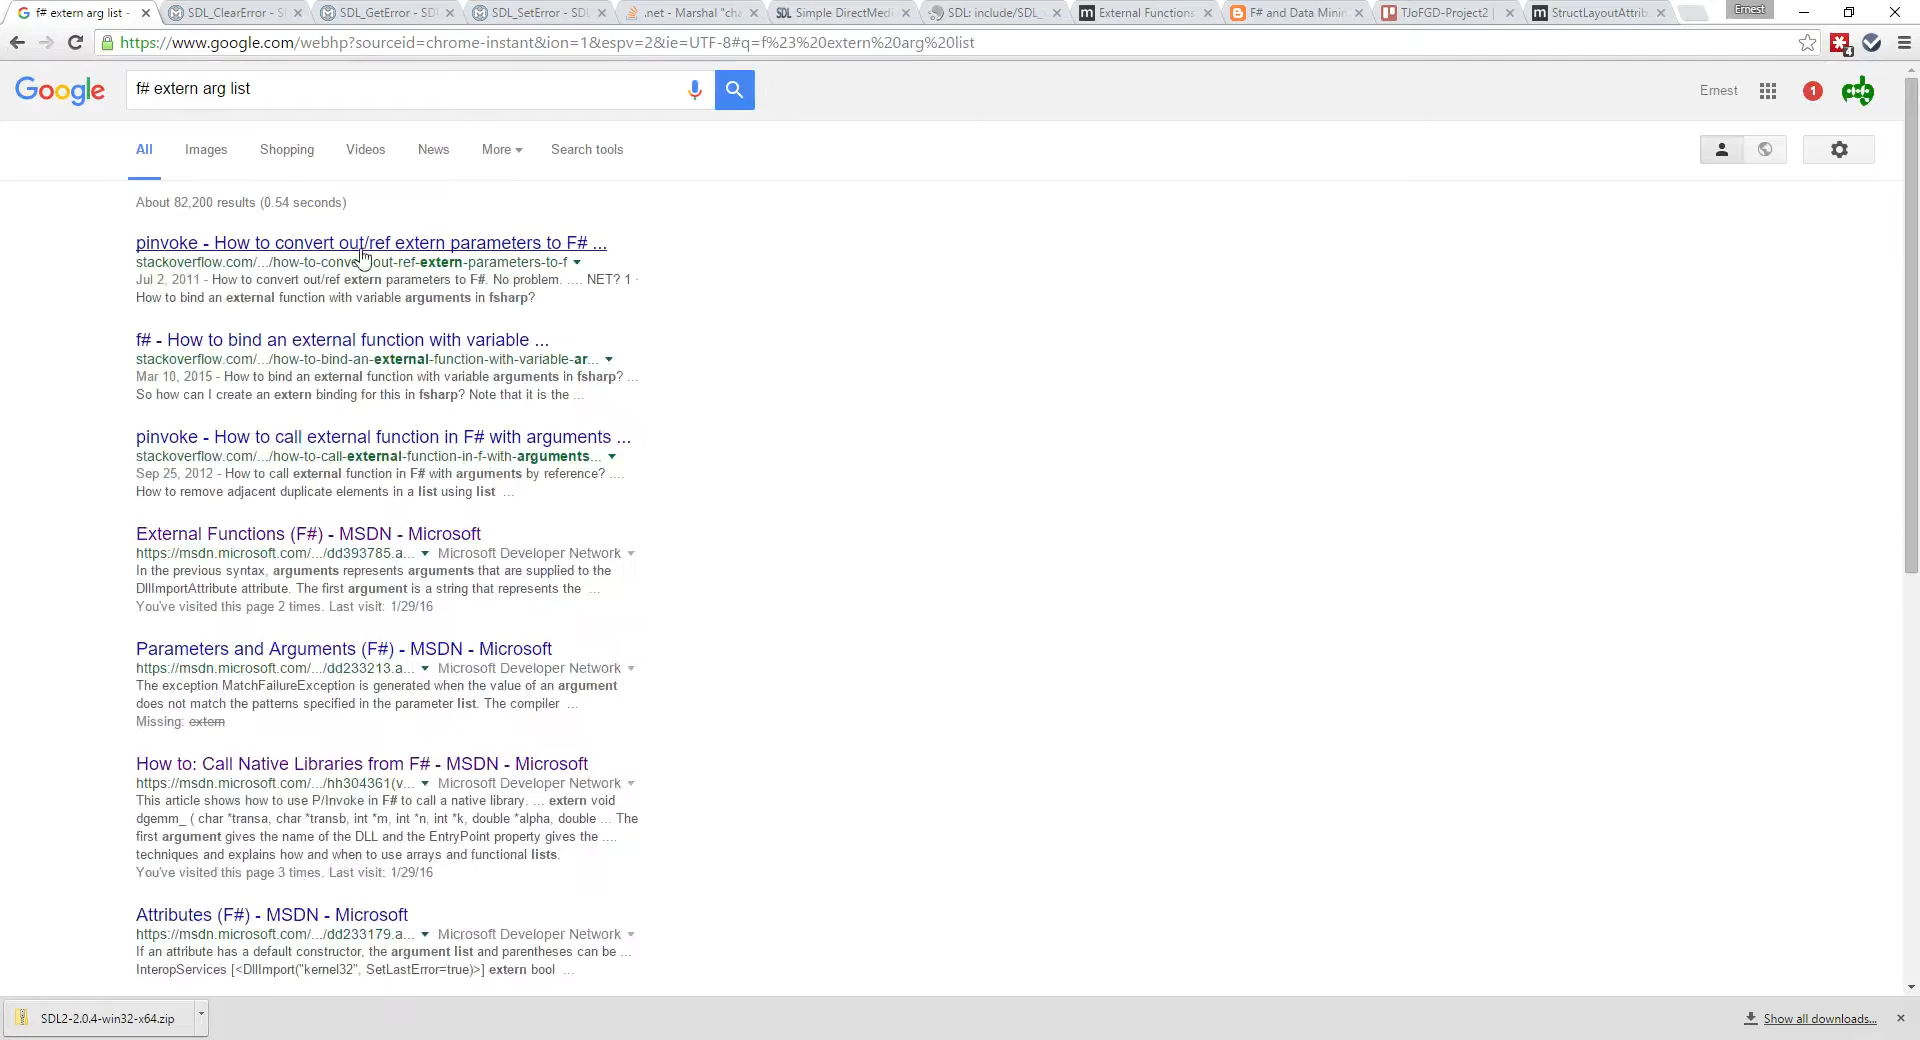 f# extern arg list -
SDL_ClearError - S
SDL_GetError - SD
SDL_SetError - SD
.net - Marshal "cha
SDL Simple DirectMed
SDL: include/SDL_
External Functions
F# and Data Minin
TJoFGD-Project2 |
StructLayoutAttrib
Ernest
https://www.google.com/webhp?sourceid=chrome-instant&ion=1&espv=2&ie=UTF-8#q=f%23%20extern%20arg%20list
4
Google
f# extern arg list
Ernest
1
All
Images
Shopping
Videos
News
More
Search tools
About 82,200 results (0.54 seconds)
pinvoke - How to convert out/ref extern parameters to F# ...
stackoverflow.com/.../how-to-convert-out-ref-extern-parameters-to-f
Jul 2, 2011 - How to convert out/ref extern parameters to F#. No problem. .... NET? 1 ·
How to bind an external function with variable arguments in fsharp?
f# - How to bind an external function with variable ...
stackoverflow.com/.../how-to-bind-an-external-function-with-variable-ar...
Mar 10, 2015 - How to bind an external function with variable arguments in fsharp? ...
So how can I create an extern binding for this in fsharp? Note that it is the ...
pinvoke - How to call external function in F# with arguments ...
stackoverflow.com/.../how-to-call-external-function-in-f-with-arguments...
Sep 25, 2012 - How to call external function in F# with arguments by reference? ....
How to remove adjacent duplicate elements in a list using list ...
External Functions (F#) - MSDN - Microsoft
https://msdn.microsoft.com/.../dd393785.a... Microsoft Developer Network
In the previous syntax, arguments represents arguments that are supplied to the
DllImportAttribute attribute. The first argument is a string that represents the ...
You've visited this page 2 times. Last visit: 1/29/16
Parameters and Arguments (F#) - MSDN - Microsoft
https://msdn.microsoft.com/.../dd233213.a... Microsoft Developer Network
The exception MatchFailureException is generated when the value of an argument
does not match the patterns specified in the parameter list. The compiler ...
Missing: extern
How to: Call Native Libraries from F# - MSDN - Microsoft
https://msdn.microsoft.com/.../hh304361(v... Microsoft Developer Network
This article shows how to use P/Invoke in F# to call a native library. ... extern void
dgemm_ ( char *transa, char *transb, int *m, int *n, int *k, double *alpha, double ... The
first argument gives the name of the DLL and the EntryPoint property gives the ....
techniques and explains how and when to use arrays and functional lists.
You've visited this page 3 times. Last visit: 1/29/16
Attributes (F#) - MSDN - Microsoft
https://msdn.microsoft.com/.../dd233179.a... Microsoft Developer Network
If an attribute has a default constructor, the argument list and parentheses can be ...
InteropServices [<DllImport("kernel32", SetLastError=true)>] extern bool ...
SDL2-2.0.4-win32-x64.zip
Show all downloads...